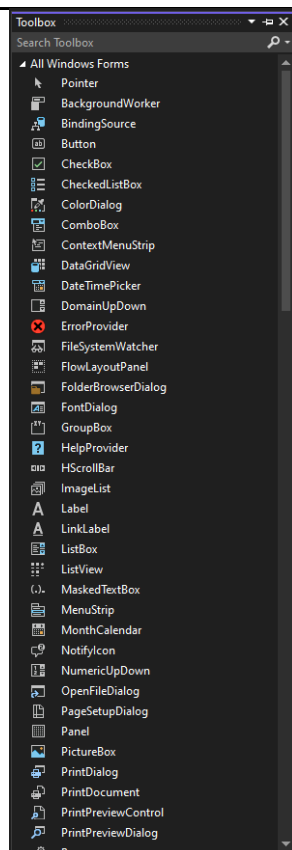 Toolbox
Search Toolbox
All Windows Forms
Pointer
BackgroundWorker
BindingSource
Button
CheckBox
CheckedListBox
ColorDialog
ComboBox
ContextMenuStrip
DataGridView
DateTimePicker
DomainUpDown
ErrorProvider
FileSystemWatcher
FlowLayoutPanel
FolderBrowserDialog
FontDialog
GroupBox
HelpProvider
HScrollBar
ImageList
Label
LinkLabel
ListBox
ListView
MaskedTextBox
MenuStrip
MonthCalendar
NotifyIcon
NumericUpDown
OpenFileDialog
PageSetupDialog
Panel
PictureBox
PrintDialog
PrintDocument
PrintPreviewControl
PrintPreviewDialog